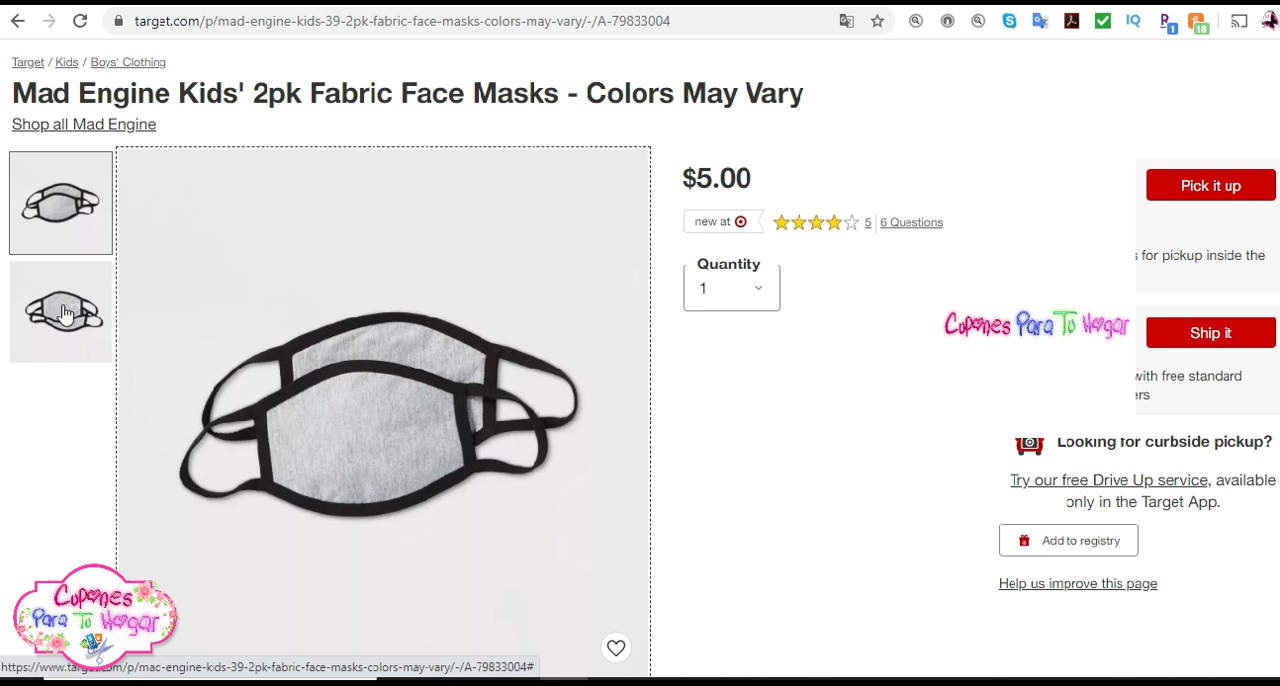 target.com/p/mad-engine-kids-39-2pk-fabric-face-masks-colors-may-vary/-/A-79833004
IQ
1
18
Target / Kids / Boys' Clothing
Mad Engine Kids' 2pk Fabric Face Masks - Colors May Vary
Shop all Mad Engine
$5.00
new at
5 6 Questions
Quantity
1
Pick it up
s for pickup inside the
Cupones Para Tu Hogar
Ship it
with free standard
ers
Looking for curbside pickup?
Try our free Drive Up service, available
only in the Target App.
Add to registry
Help us improve this page
Cupones
Para Tu Hogar
https://www.target.com/p/mad-engine-kids-39-2pk-fabric-face-masks-colors-may-vary/-/A-79833004#